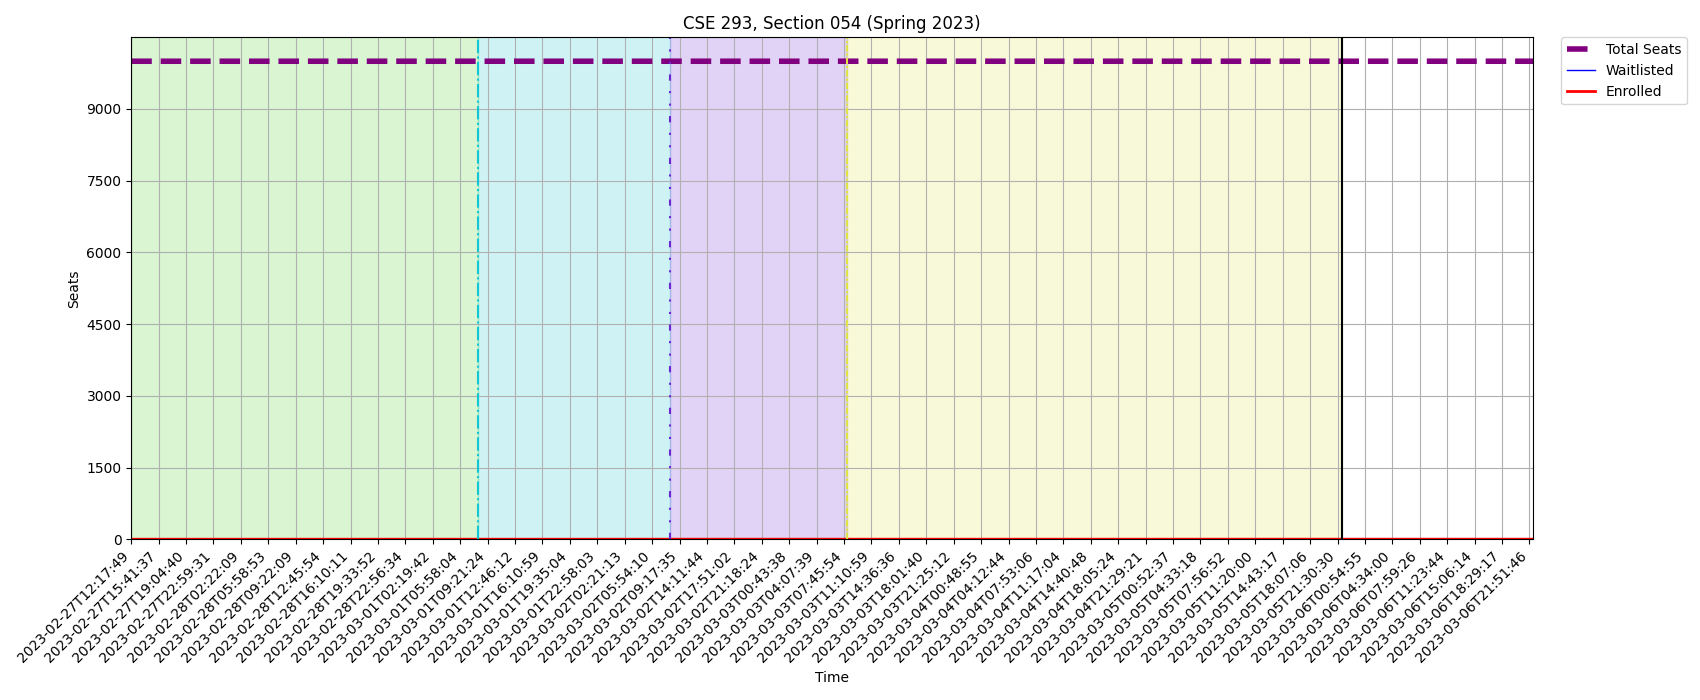 CSE 293, Section 054 (Spring 2023)
Total Seats
Waitlisted
Enrolled
9000
7500
6000
4500
3000
1500
0
Seats
2023-02-27T12:17:49
2023-02-27T15:41:37
2023-02-27T19:04:40
2023-02-27T22:59:31
2023-02-28T02:22:09
2023-02-28T05:58:53
2023-02-28T09:22:09
2023-02-28T12:45:54
2023-02-28T16:10:11
2023-02-28T19:33:52
2023-02-28T22:56:34
2023-03-01T02:19:42
2023-03-01T05:58:04
2023-03-01T09:21:24
2023-03-01T12:46:12
2023-03-01T16:10:59
2023-03-01T19:35:04
2023-03-01T22:58:03
2023-03-02T02:21:13
2023-03-02T05:54:10
2023-03-02T09:17:35
2023-03-02T14:11:44
2023-03-02T17:51:02
2023-03-02T21:18:24
2023-03-03T00:43:38
2023-03-03T04:07:39
2023-03-03T07:45:54
2023-03-03T11:10:59
2023-03-03T14:36:36
2023-03-03T18:01:40
2023-03-03T21:25:12
2023-03-04T00:48:55
2023-03-04T04:12:44
2023-03-04T07:53:06
2023-03-04T11:17:04
2023-03-04T14:40:48
2023-03-04T18:05:24
2023-03-04T21:29:21
2023-03-05T00:52:37
2023-03-05T04:33:18
2023-03-05T07:56:52
2023-03-05T11:20:00
2023-03-05T14:43:17
2023-03-05T18:07:06
2023-03-05T21:30:30
2023-03-06T00:54:55
2023-03-06T04:34:00
2023-03-06T07:59:26
2023-03-06T11:23:44
2023-03-06T15:06:14
2023-03-06T18:29:17
2023-03-06T21:51:46
Time